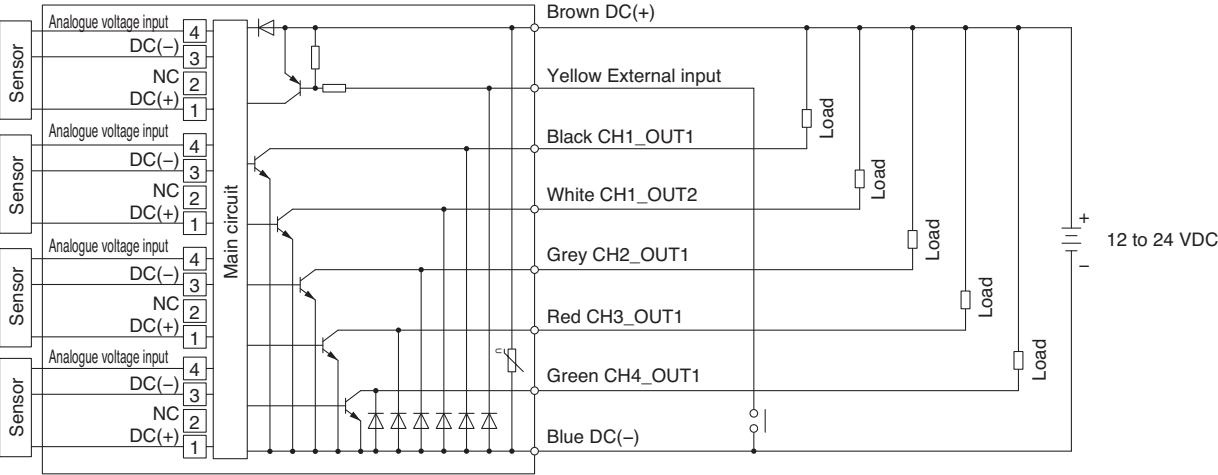 Sensor
Analogue voltage input 4
DC(–) 3
NC 2
DC(+) 1
Sensor
Analogue voltage input 4
DC(–) 3
NC 2
DC(+) 1
Sensor
Analogue voltage input 4
DC(–) 3
NC 2
DC(+) 1
Sensor
Analogue voltage input 4
DC(–) 3
NC 2
DC(+) 1
Main circuit
Brown DC(+)
Yellow External input
Black CH1_OUT1
White CH1_OUT2
Grey CH2_OUT1
Red CH3_OUT1
Green CH4_OUT1
Blue DC(–)
Load
Load
Load
Load
Load
+
12 to 24 VDC
–